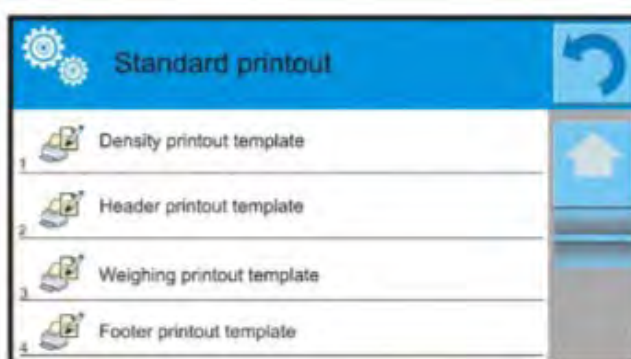 Standard printout
1 Density printout template
2 Header printout template
3 Weighing printout template
4 Footer printout template